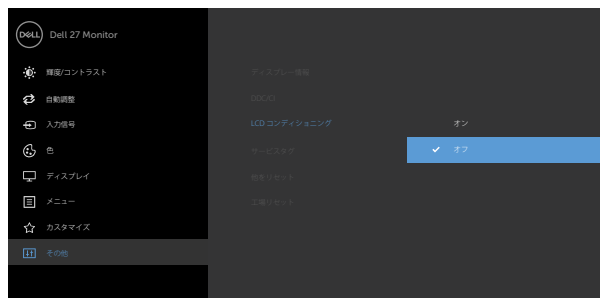 DELL Dell 27 Monitor
輝度/コントラスト
自動調整
入力信号
色
ディスプレイ
メニュー
カスタマイズ
その他
ディスプレー情報
DDC/CI
LCD コンディショニング
サービスタグ
他をリセット
工場リセット
オン
オフ